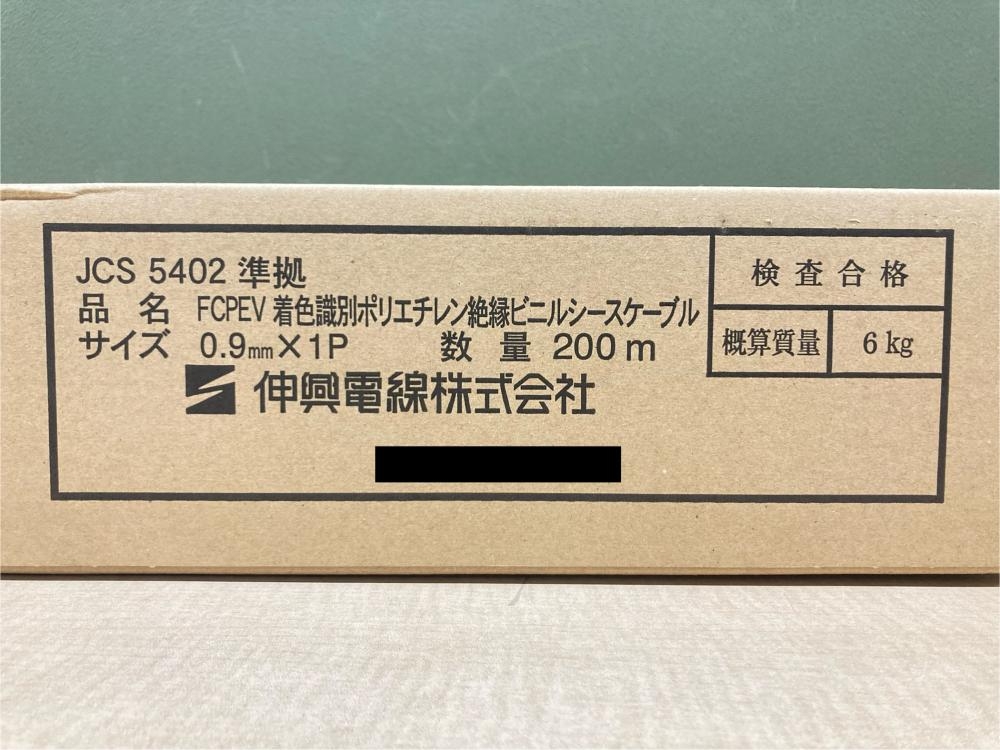 JCS 5402 準拠
品名 FCPEV 着色識別ポリエチレン絶縁ビニルシースケーブル
サイズ 0.9mm×1P 数量 200m
伸興電線株式会社
検査合格
概算質量 6kg